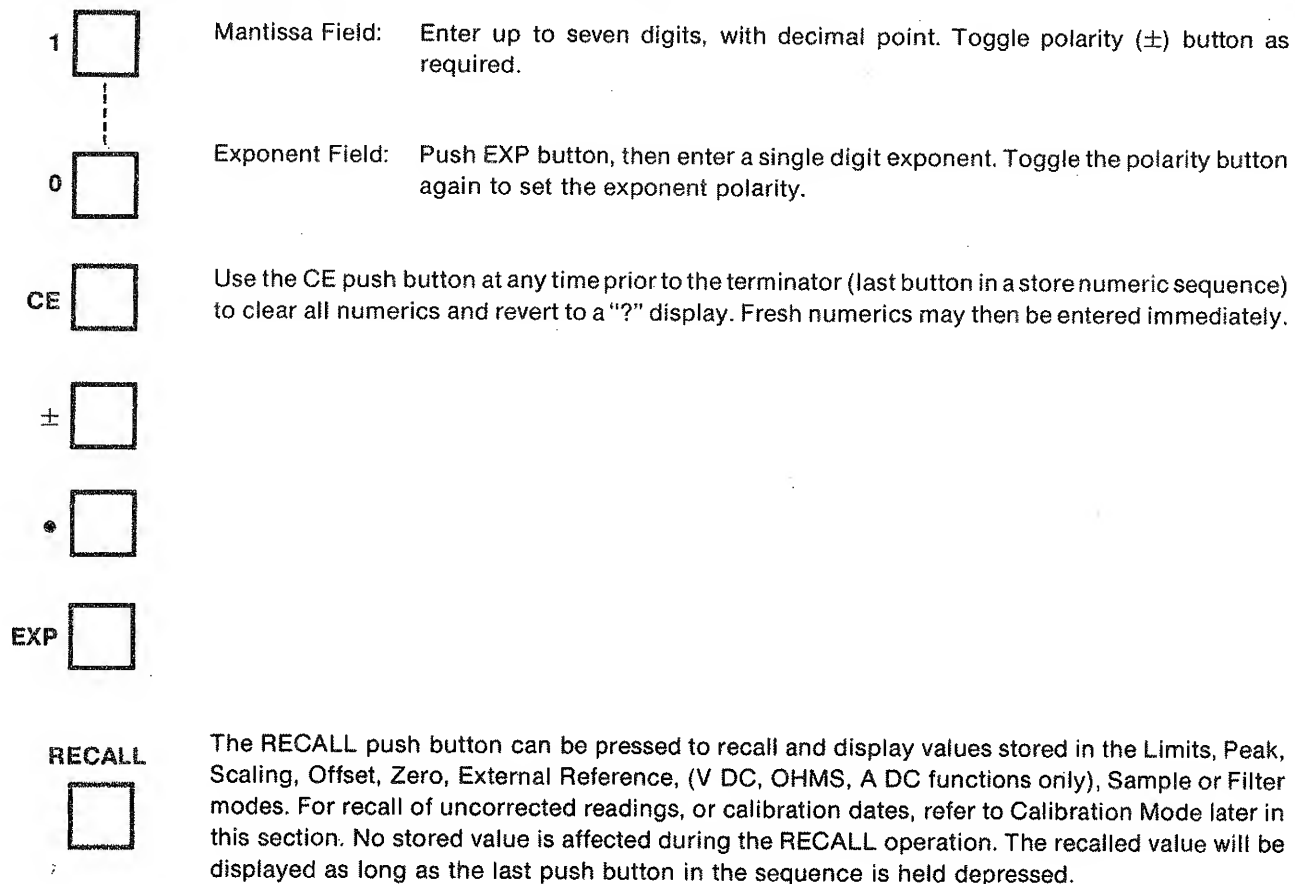 1
Mantissa Field: Enter up to seven digits, with decimal point. Toggle polarity (±) button as
required.
0
Exponent Field: Push EXP button, then enter a single digit exponent. Toggle the polarity button
again to set the exponent polarity.
CE
Use the CE push button at any time prior to the terminator (last button in a store numeric sequence)
to clear all numerics and revert to a "?" display. Fresh numerics may then be entered immediately.
±
•
EXP
RECALL
The RECALL push button can be pressed to recall and display values stored in the Limits, Peak,
Scaling, Offset, Zero, External Reference, (V DC, OHMS, A DC functions only), Sample or Filter
modes. For recall of uncorrected readings, or calibration dates, refer to Calibration Mode later in
this section. No stored value is affected during the RECALL operation. The recalled value will be
displayed as long as the last push button in the sequence is held depressed.